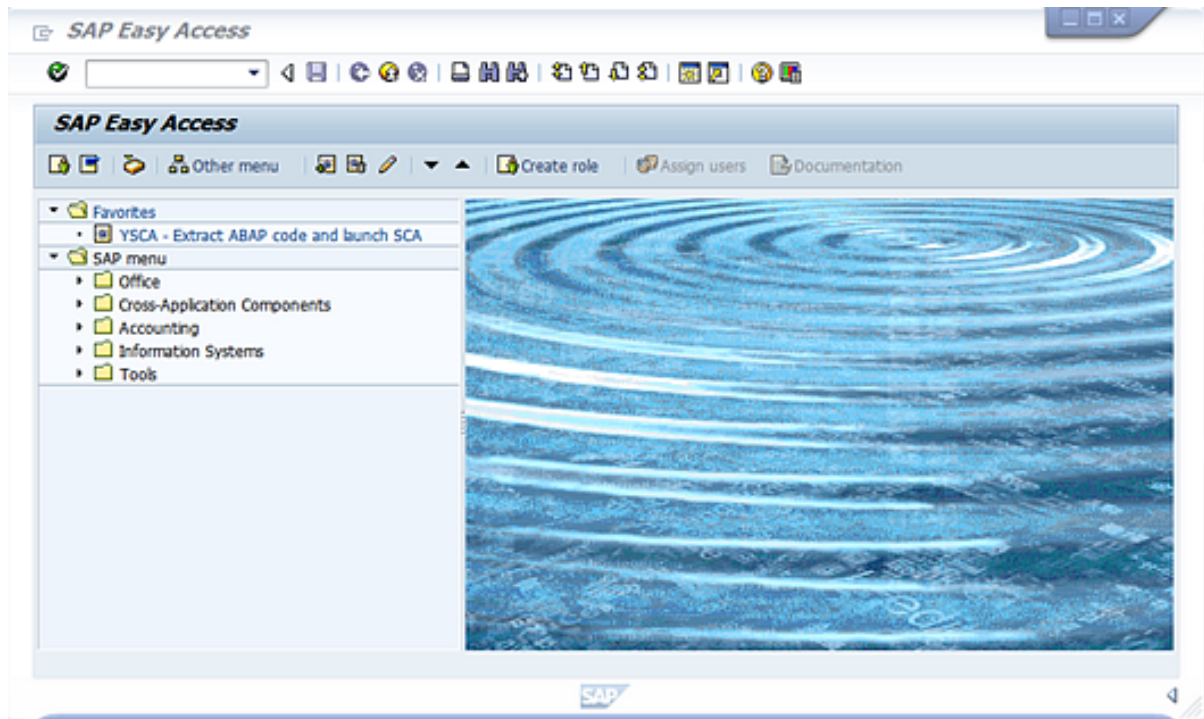 SAP Easy Access
SAP Easy Access
Other menu Create role Assign users Documentation
Favorites
YSCA - Extract ABAP code and launch SCA
SAP menu
Office
Cross-Application Components
Accounting
Information Systems
Tools
SAP